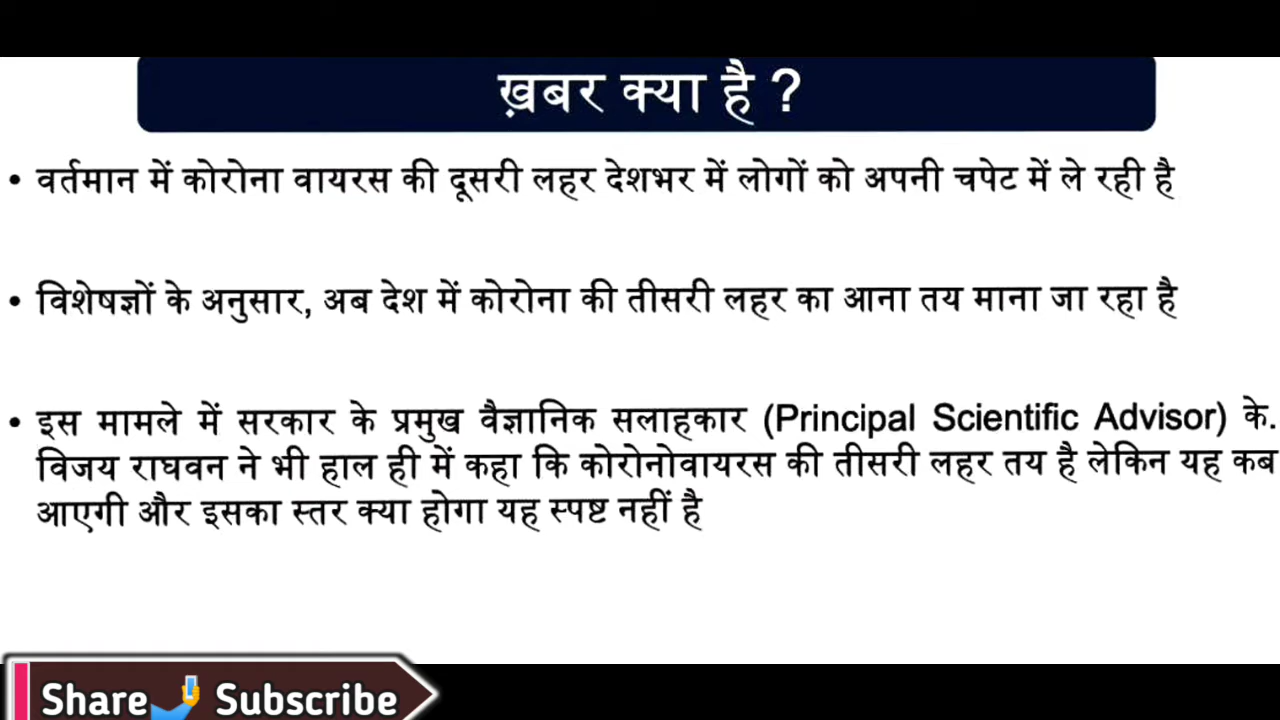 ख़बर क्या है ?
• वर्तमान में कोरोना वायरस की दूसरी लहर देशभर में लोगों को अपनी चपेट में ले रही है
• विशेषज्ञों के अनुसार, अब देश में कोरोना की तीसरी लहर का आना तय माना जा रहा है
• इस मामले में सरकार के प्रमुख वैज्ञानिक सलाहकार (Principal Scientific Advisor) के.
विजय राघवन ने भी हाल ही में कहा कि कोरोनोवायरस की तीसरी लहर तय है लेकिन यह कब
आएगी और इसका स्तर क्या होगा यह स्पष्ट नहीं है
Share Subscribe